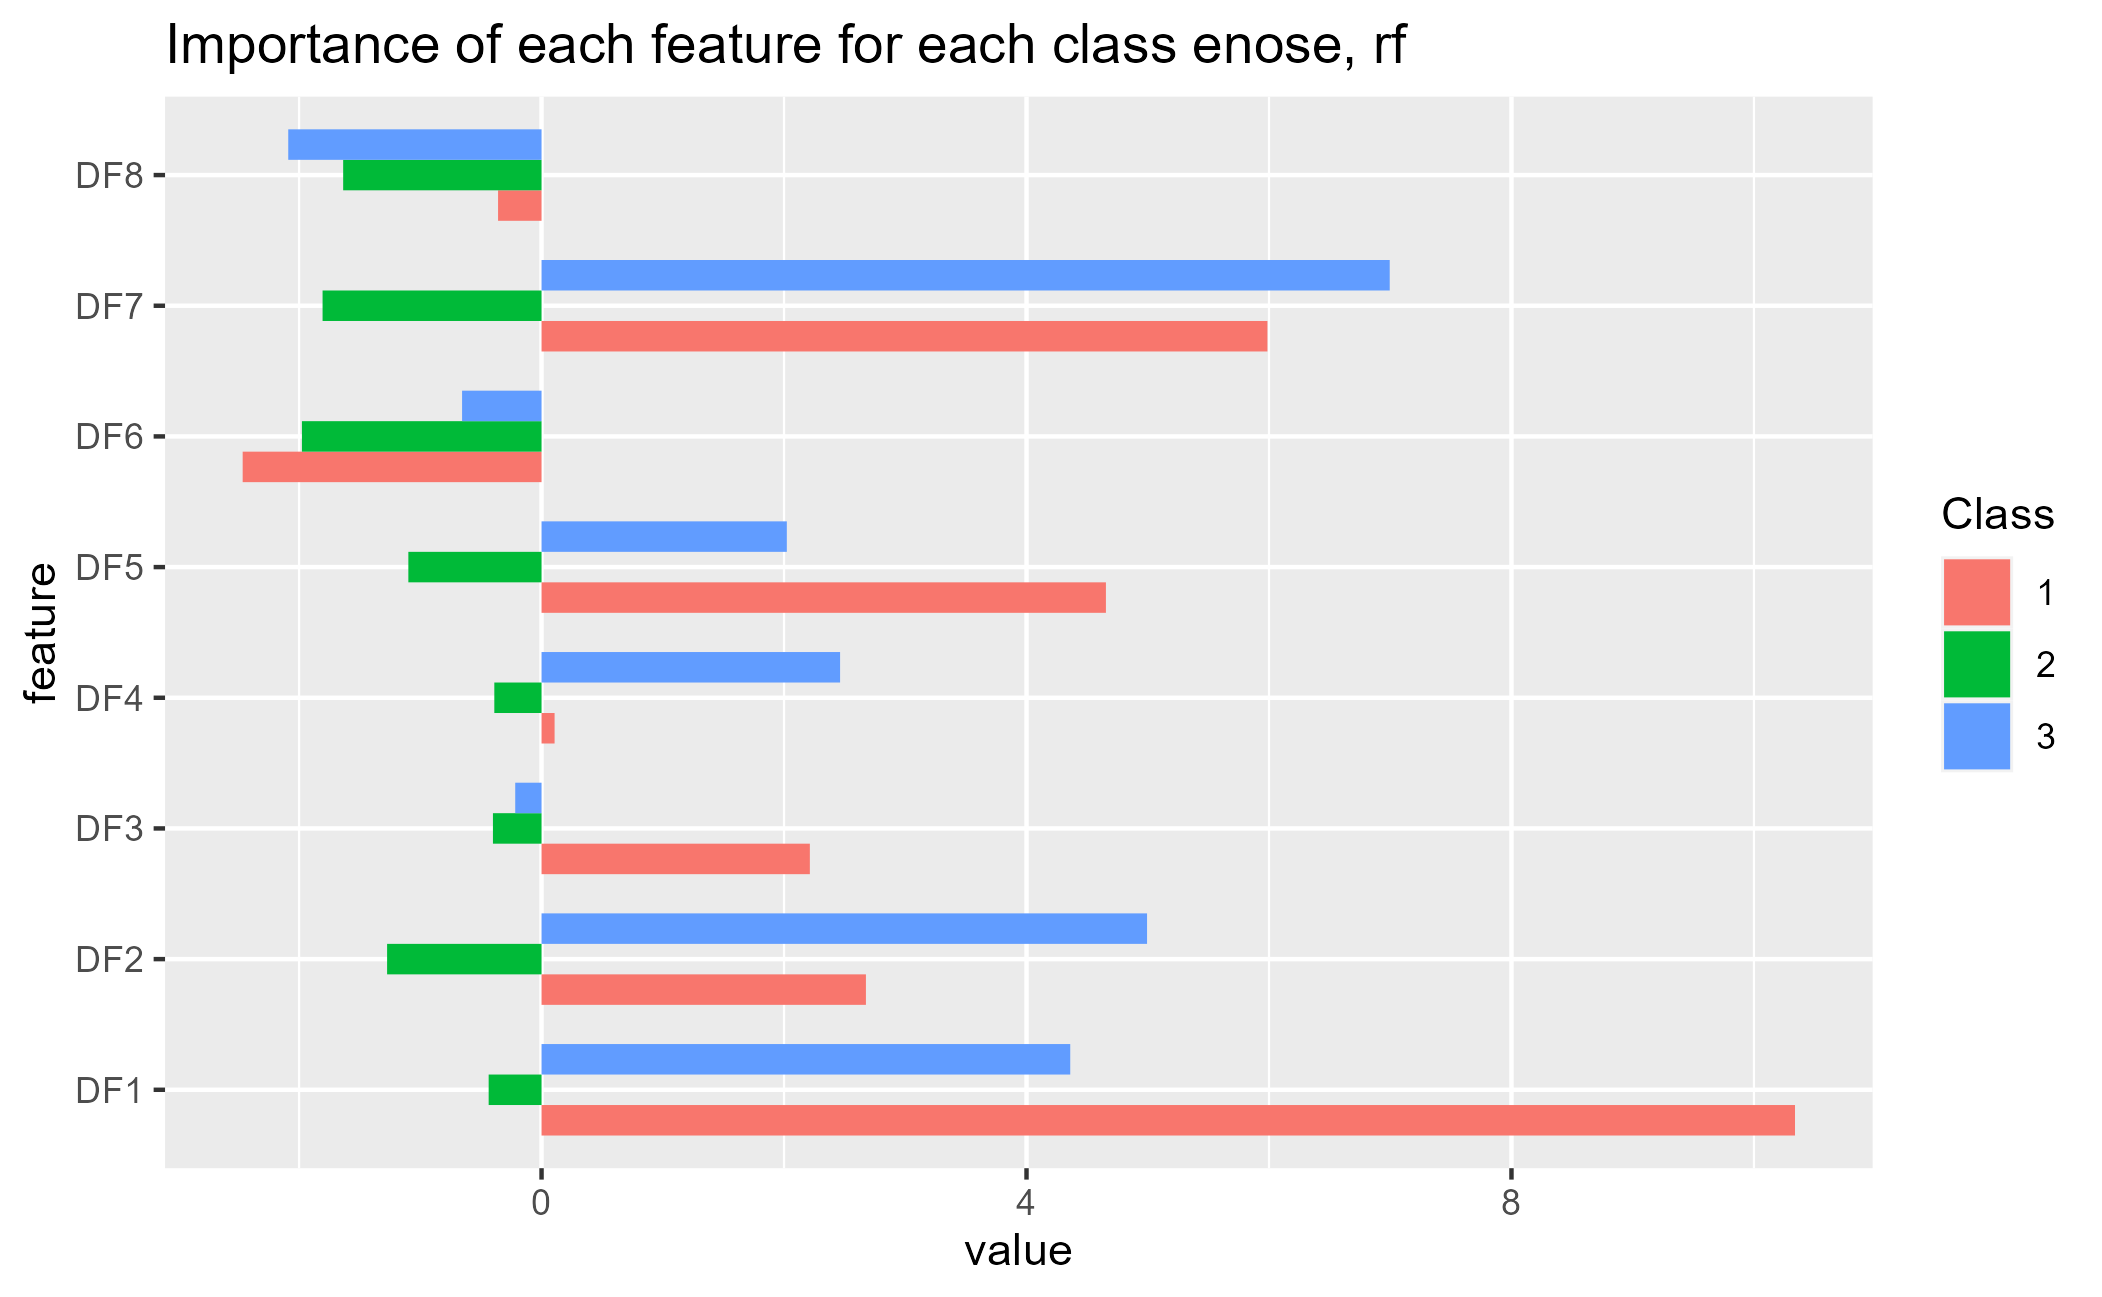 Importance of each feature for each class enose, rf
DF8
DF7
DF6
DF5
DF4
DF3
DF2
DF1
feature
0 4 8
value
Class
1
2
3